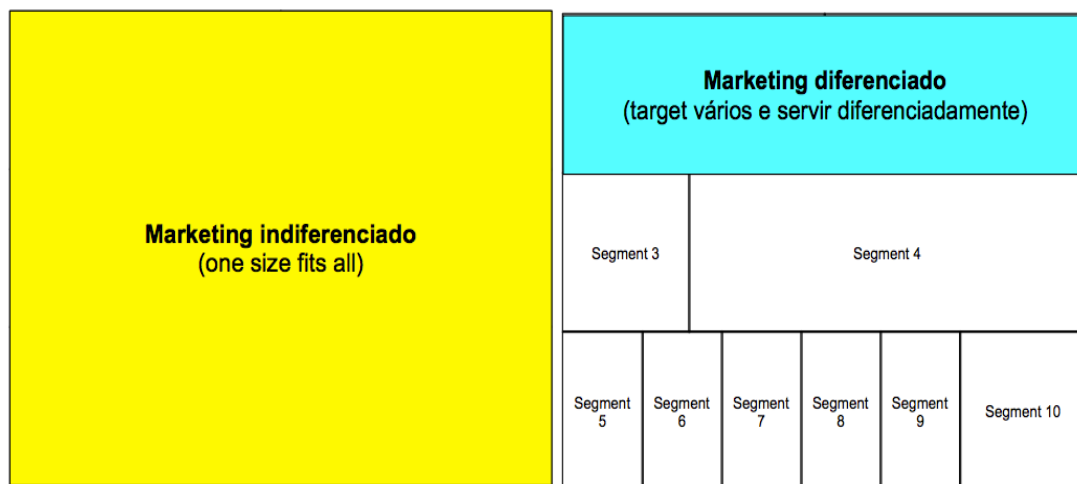 Marketing indiferenciado
(one size fits all)
Marketing diferenciado
(target vários e servir diferenciadamente)
Segment 3
Segment 4
Segment
5
Segment
6
Segment
7
Segment
8
Segment
9
Segment 10